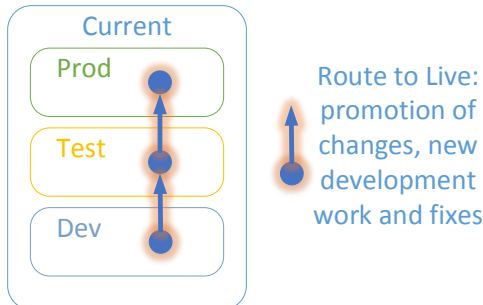 Current
Prod
Test
Dev
Route to Live:
promotion of
changes, new
development
work and fixes